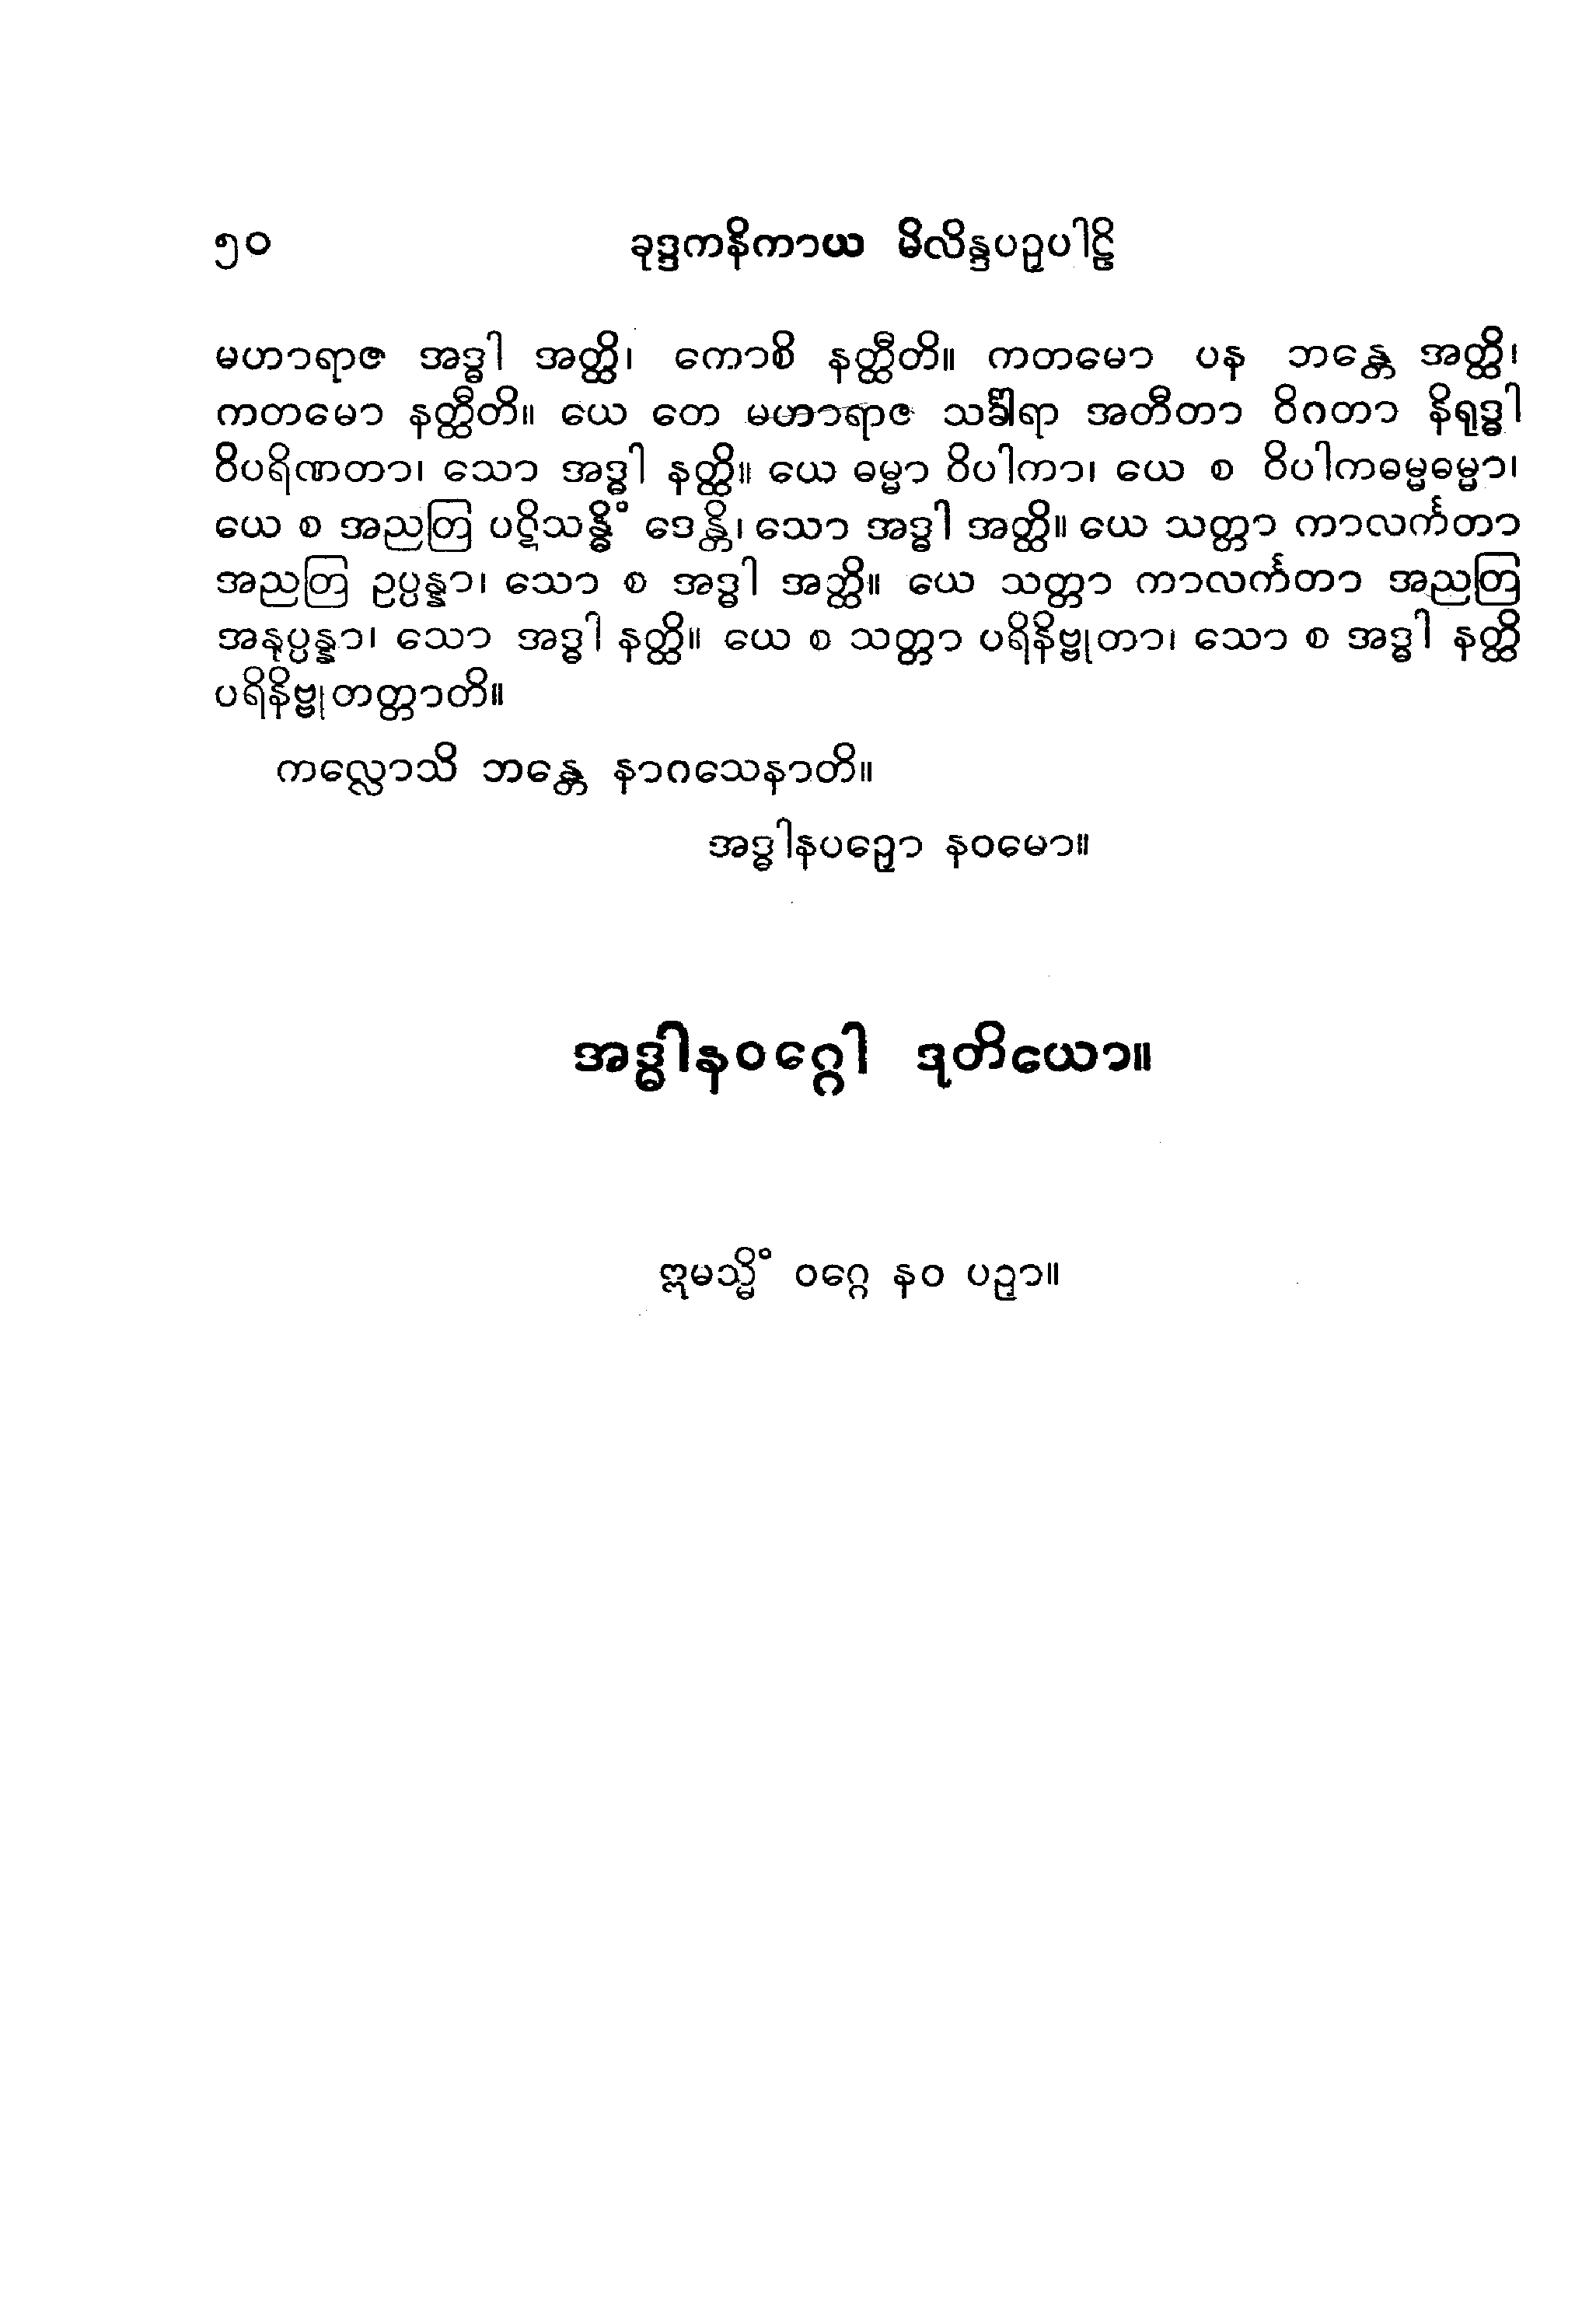 ၅၀ ခုဒ္ဒကနိကာယ မိလိန္ဒပဉှပါဠိ
မဟာရာဇ အဒ္ဓါ အတ္ထိ၊ ကောစိ နတ္ထီတိ။ ကတမော ပန ဘန္တေ အတ္ထိ၊
ကတမော နတ္ထီတိ။ ယေ တေ မဟာရာဇ သင်္ခါရာ အတီတာ ဝိဂတာ နိရုဒ္ဓါ
ဝိပရိဏတာ၊ သော အဒ္ဓါ နတ္ထိ။ ယေ ဓမ္မာ ဝိပါကာ၊ ယေ စ ဝိပါကဓမ္မဓမ္မာ၊
ယေ စ အညတြ ပဋိသန္ဓိံ ဒေန္တိ၊ သော အဒ္ဓါ အတ္ထိ။ ယေ သတ္တာ ကာလင်္ကတာ
အညတြ ဥပ္ပန္နာ၊ သော စ အဒ္ဓါ အတ္ထိ။ ယေ သတ္တာ ကာလင်္ကတာ အညတြ
အနုပ္ပန္နာ၊ သော အဒ္ဓါ နတ္ထိ။ ယေ စ သတ္တာ ပရိနိဗ္ဗုတာ၊ သော စ အဒ္ဓါ နတ္ထိ
ပရိနိဗ္ဗုတတ္တာတိ။
ကလ္လောသိ ဘန္တေ နာဂသေနာတိ။
အဒ္ဓါနပဉှော နဝမော။
အဒ္ဓါနဝဂ္ဂေါ ဒုတိယော။
ဣမသ္မိံ ဝဂ္ဂေ နဝ ပဉှာ။